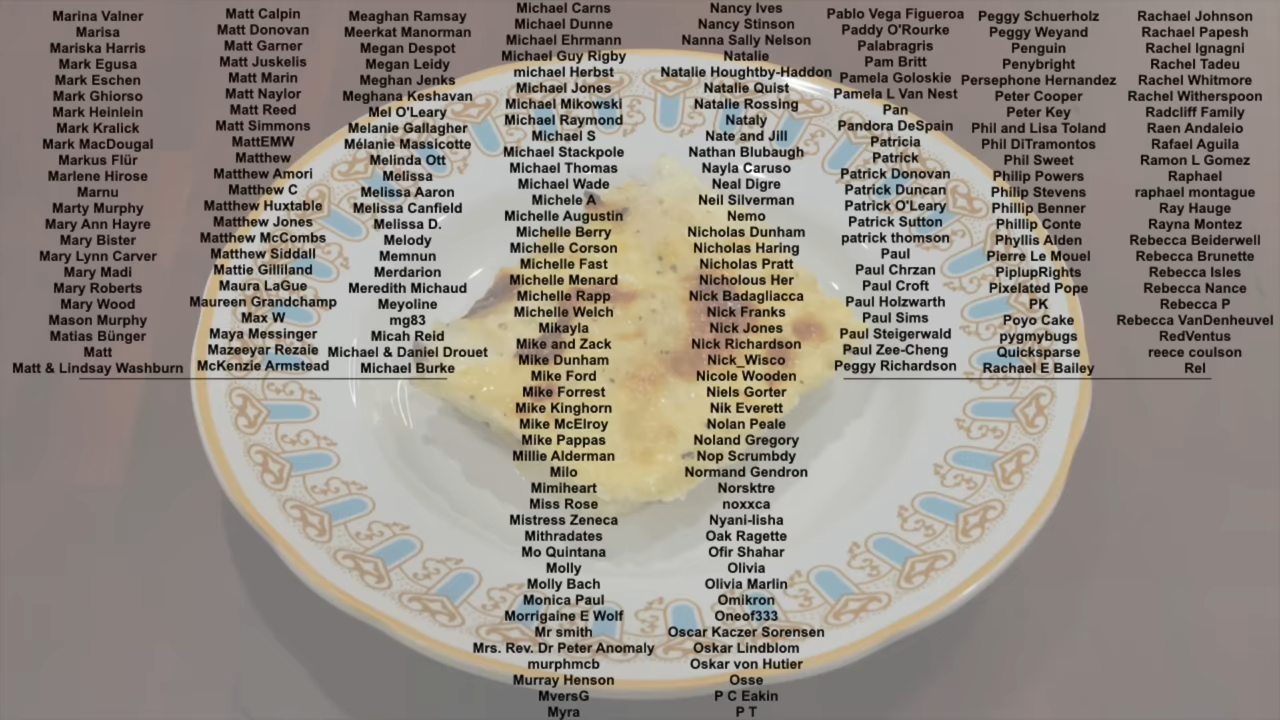 Marina Valner
Marisa
Mariska Harris
Mark Egusa
Mark Eschen
Mark Ghiorso
Mark Heinlein
Mark Kralick
Mark MacDougal
Markus Flür
Marlene Hirose
Marnu
Marty Murphy
Mary Ann Hayre
Mary Bister
Mary Lynn Carver
Mary Madi
Mary Roberts
Mary Wood
Mason Murphy
Matias Bünger
Matt
Matt & Lindsay Washburn
Matt Calpin
Matt Donovan
Matt Garner
Matt Juskelis
Matt Marin
Matt Naylor
Matt Reed
Matt Simmons
MattEMW
Matthew
Matthew Amori
Matthew C
Matthew Huxtable
Matthew Jones
Matthew McCombs
Matthew Siddall
Mattie Gilliland
Maura LaGue
Maureen Grandchamp
Max W
Maya Messinger
Mazeeyar Rezaie
McKenzie Armstead
Meaghan Ramsay
Meerkat Manorman
Megan Despot
Megan Leidy
Meghan Jenks
Meghana Keshavan
Mel O'Leary
Melanie Gallagher
Mélanie Massicotte
Melinda Ott
Melissa
Melissa Aaron
Melissa Canfield
Melissa D.
Melody
Memnun
Merdarion
Meredith Michaud
Meyoline
mg83
Micah Reid
Michael & Daniel Drouet
Michael Burke
Michael Carns
Michael Dunne
Michael Ehrmann
Michael Guy Rigby
michael Herbst
Michael Jones
Michael Mikowski
Michael Raymond
Michael S
Michael Stackpole
Michael Thomas
Michael Wade
Michele A
Michelle Augustin
Michelle Berry
Michelle Corson
Michelle Fast
Michelle Menard
Michelle Rapp
Michelle Welch
Mikayla
Mike and Zack
Mike Dunham
Mike Ford
Mike Forrest
Mike Kinghorn
Mike McElroy
Mike Pappas
Millie Alderman
Milo
Mimiheart
Miss Rose
Mistress Zeneca
Mithradates
Mo Quintana
Molly
Molly Bach
Monica Paul
Morrigaine E Wolf
Mr smith
Mrs. Rev. Dr Peter Anomaly
murphmcb
Murray Henson
MversG
Myra
Nancy Ives
Nancy Stinson
Nanna Sally Nelson
Natalie
Natalie Houghtby-Haddon
Natalie Quist
Natalie Rossing
Nataly
Nate and Jill
Nathan Blubaugh
Nayla Caruso
Neal Digre
Neil Silverman
Nemo
Nicholas Dunham
Nicholas Haring
Nicholas Pratt
Nicholous Her
Nick Badagliacca
Nick Franks
Nick Jones
Nick Richardson
Nick_Wisco
Nicole Wooden
Niels Gorter
Nik Everett
Nolan Peale
Noland Gregory
Nop Scrumbdy
Normand Gendron
Norsktre
noxxca
Nyani-Iisha
Oak Ragette
Ofir Shahar
Olivia
Olivia Marlin
Omikron
Oneof333
Oscar Kaczer Sorensen
Oskar Lindblom
Oskar von Hutier
Osse
P C Eakin
P T
Pablo Vega Figueroa
Paddy O'Rourke
Palabragris
Pam Britt
Pamela Goloskie
Pamela L Van Nest
Pan
Pandora DeSpain
Patricia
Patrick
Patrick Donovan
Patrick Duncan
Patrick O'Leary
Patrick Sutton
patrick thomson
Paul
Paul Chrzan
Paul Croft
Paul Holzwarth
Paul Sims
Paul Steigerwald
Paul Zee-Cheng
Peggy Richardson
Peggy Schuerholz
Peggy Weyand
Penguin
Penybright
Persephone Hernandez
Peter Cooper
Peter Key
Phil and Lisa Toland
Phil DiTramontos
Phil Sweet
Philip Powers
Philip Stevens
Phillip Benner
Phillip Conte
Phyllis Alden
Pierre Le Mouel
PiplupRights
Pixelated Pope
PK
Poyo Cake
pygmybugs
Quicksparse
Rachael E Bailey
Rachael Johnson
Rachael Papesh
Rachel Ignagni
Rachel Tadeu
Rachel Whitmore
Rachel Witherspoon
Radcliff Family
Raen Andaleio
Rafael Aguila
Ramon L Gomez
Raphael
raphael montague
Ray Hauge
Rayna Montez
Rebecca Beiderwell
Rebecca Brunette
Rebecca Isles
Rebecca Nance
Rebecca P
Rebecca VanDenheuvel
RedVentus
reece coulson
Rel